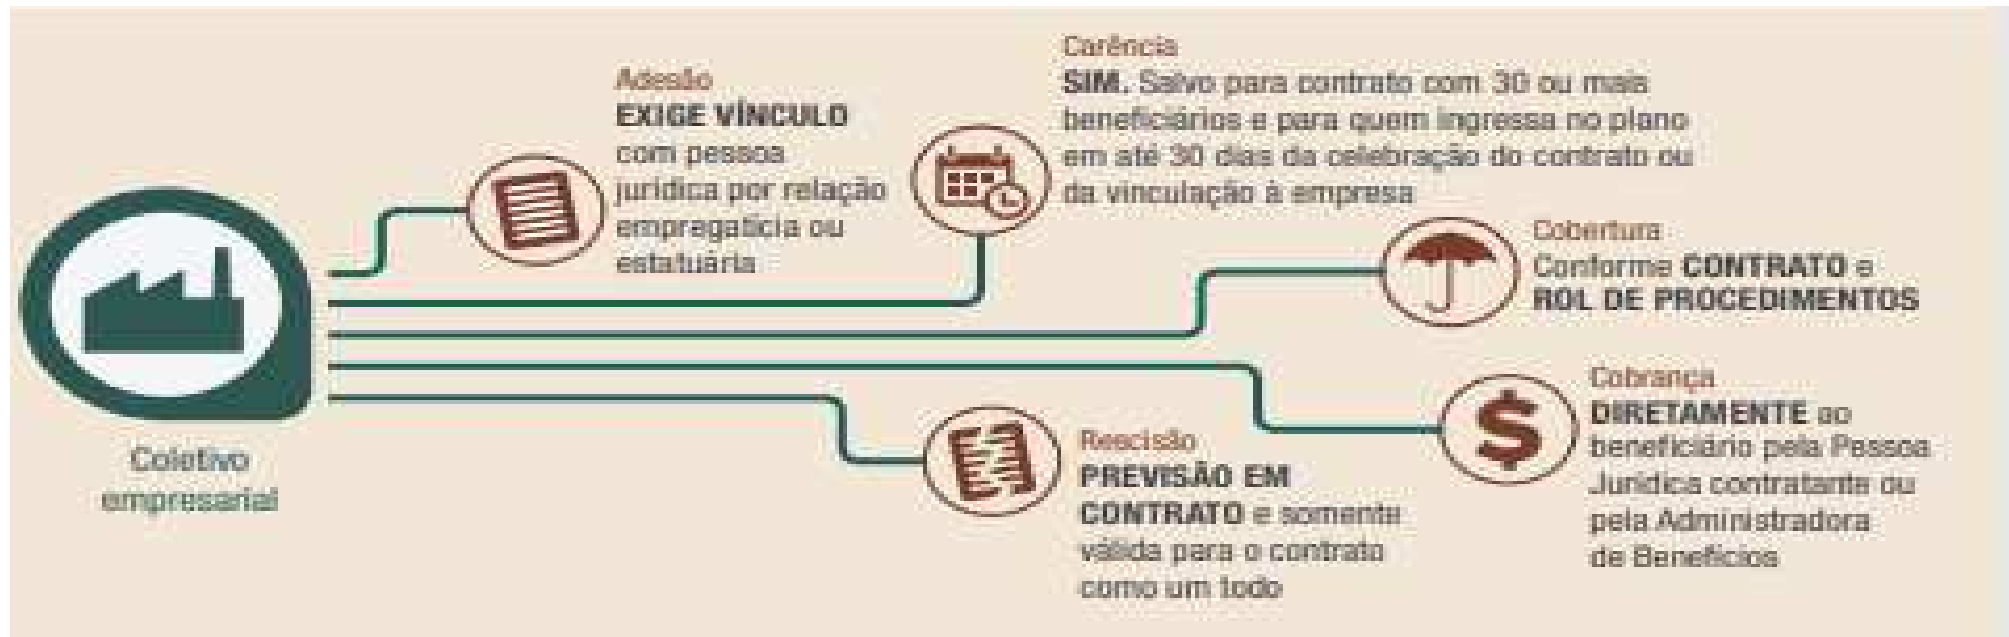 Adesão
EXIGE VÍNCULO
com pessoa
jurídica por relação
empregatícia ou
estatuária
Carência
SIM. Salvo para contrato com 30 ou mais
beneficiários e para quem ingressa no plano
em até 30 dias da celebração do contrato ou
da vinculação à empresa
Cobertura
Conforme CONTRATO e
ROL DE PROCEDIMENTOS
Cobrança
DIRETAMENTE ao
beneficiário pela Pessoa
Jurídica contratante ou
pela Administradora
de Benefícios
Rescisão
PREVISÃO EM
CONTRATO e somente
válida para o contrato
como um todo
Coletivo
empresarial